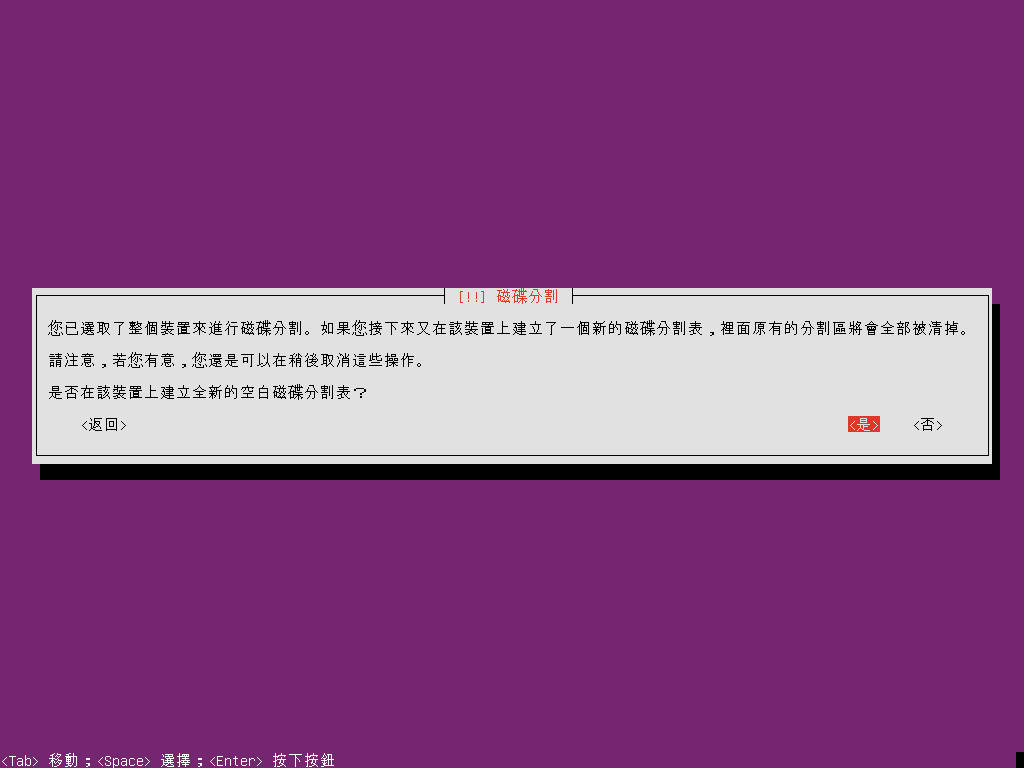 [!!] 磁碟分割
您已選取了整個裝置來進行磁碟分割。如果您接下來又在該裝置上建立了一個新的磁碟分割表，裡面原有的分割區將會全部被清掉。
請注意，若您有意，您還是可以在稍後取消這些操作。
是否在該裝置上建立全新的空白磁碟分割表？
<返回> <是> <否>
<Tab> 移動；<Space> 選擇；<Enter> 按下按鈕